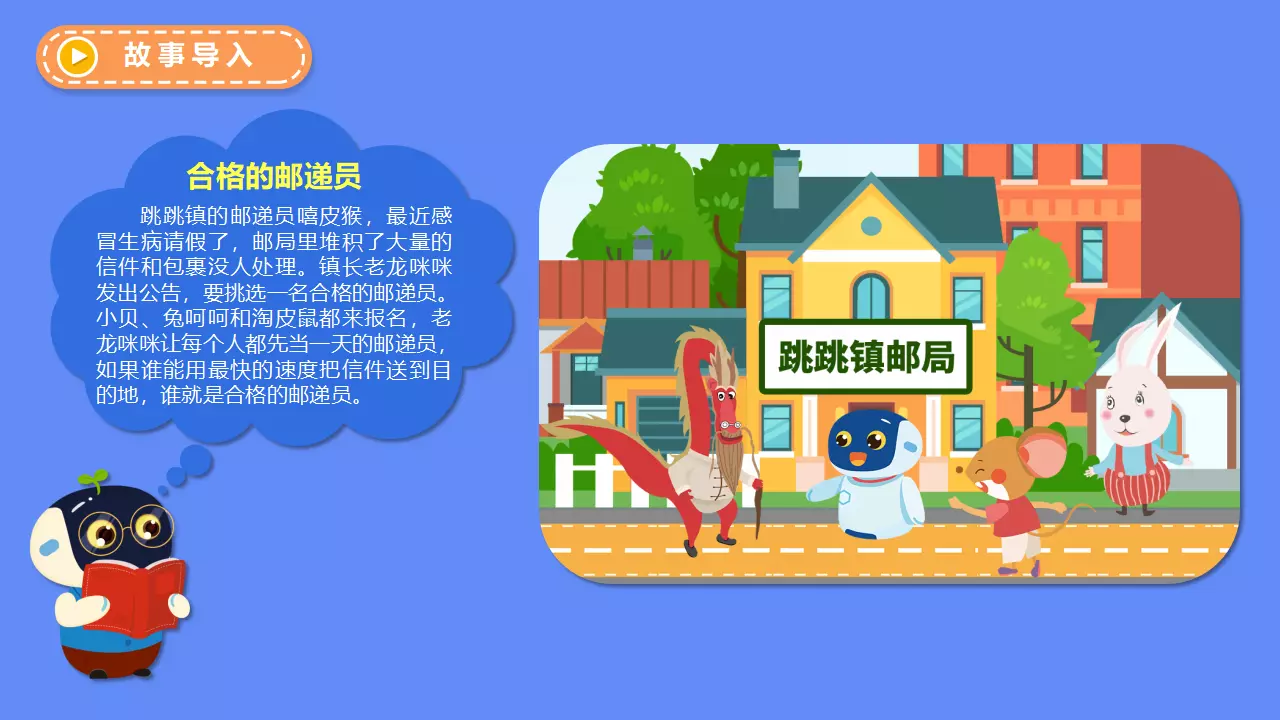 故事导入
合格的邮递员
跳跳镇的邮递员嘻皮猴，最近感
冒生病请假了，邮局里堆积了大量的
信件和包裹没人处理。镇长老龙咪咪
发出公告，要挑选一名合格的邮递员。
小贝、兔呵呵和淘皮鼠都来报名，老
龙咪咪让每个人都先当一天的邮递员，
如果谁能用最快的速度把信件送到目
的地，谁就是合格的邮递员。
跳跳镇邮局